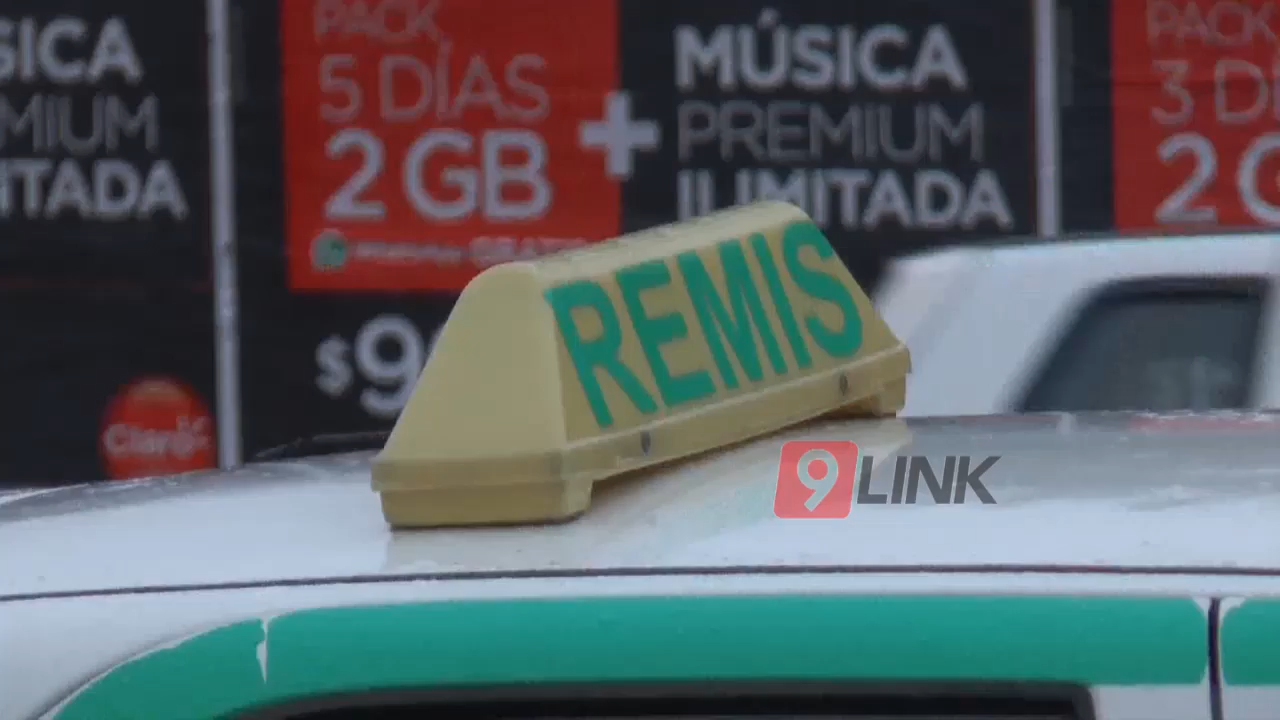 SICA
MIUM
ITADA
PACK
5 DÍAS
2 GB
+
MÚSICA
PREMIUM
ILIMITADA
PACK
3 D
2 G
GRATIS
$9
Claro
REMIS
9 LINK